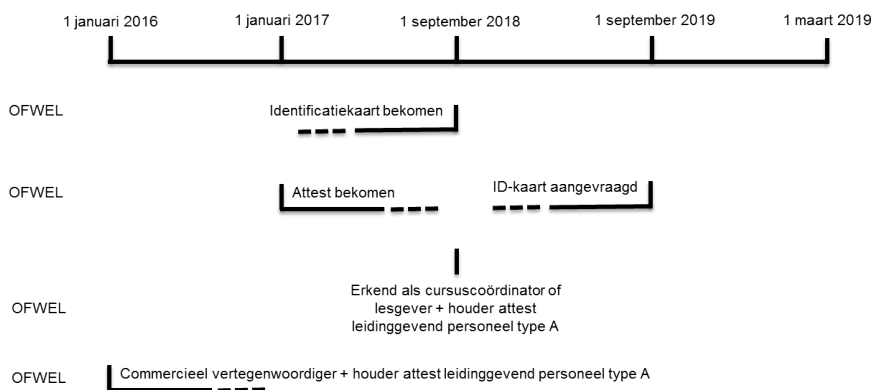 1 januari 2016 1 januari 2017 1 september 2018 1 september 2019 1 maart 2019
OFWEL Identificatiekaart bekomen
OFWEL Attest bekomen ID-kaart aangevraagd
Erkend als cursuscoördinator of
OFWEL lesgever + houder attest
leidinggevend personeel type A
OFWEL Commercieel vertegenwoordiger + houder attest leidinggevend personeel type A